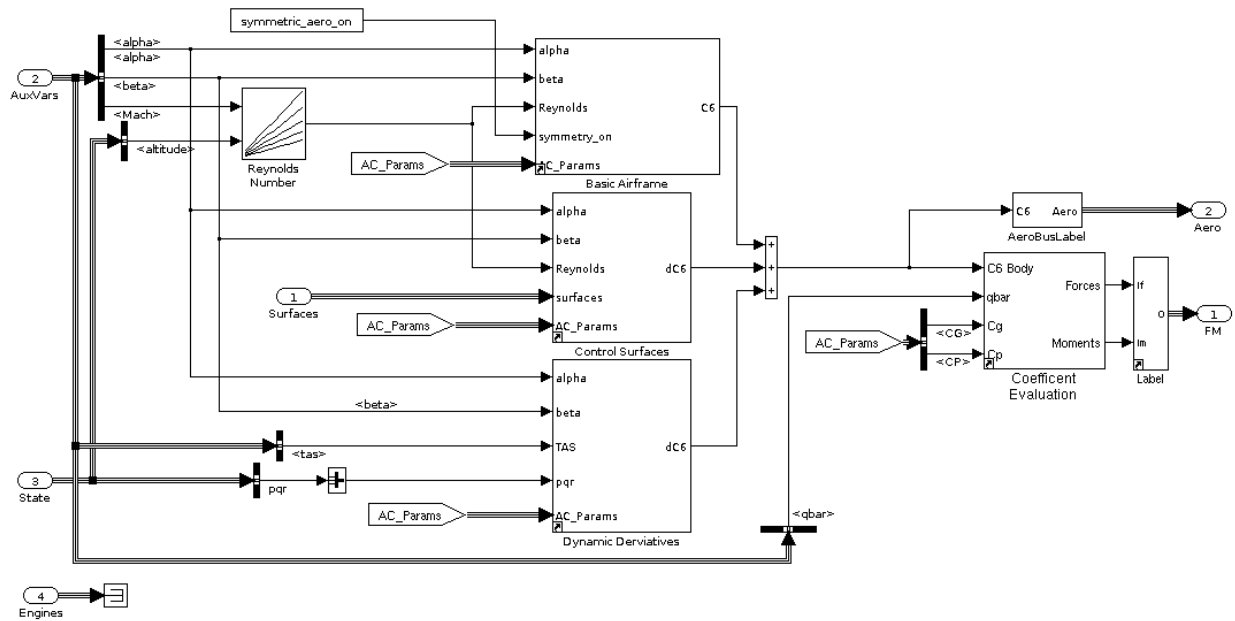 symmetric_aero_on
<alpha>
<alpha>
2
AuxVars
<beta>
<Mach>
<altitude>
Reynolds
Number
alpha
beta
Reynolds
C6
symmetry_on
AC_Params
AC_Params
Basic Airframe
alpha
beta
Reynolds
dC6
surfaces
1
Surfaces
AC_Params
AC_Params
Control Surfaces
alpha
<beta>
beta
<tas>
TAS
dC6
3
State
pqr
pqr
AC_Params
AC_Params
Dynamic Derviatives
+
+
+
C6 Aero
AeroBusLabel
2
Aero
C6 Body
Forces
qbar
AC_Params
<CG>
Cg
<CP>
Cp
Moments
Coefficent
Evaluation
If
O
Im
Label
1
FM
<qbar>
4
Engines